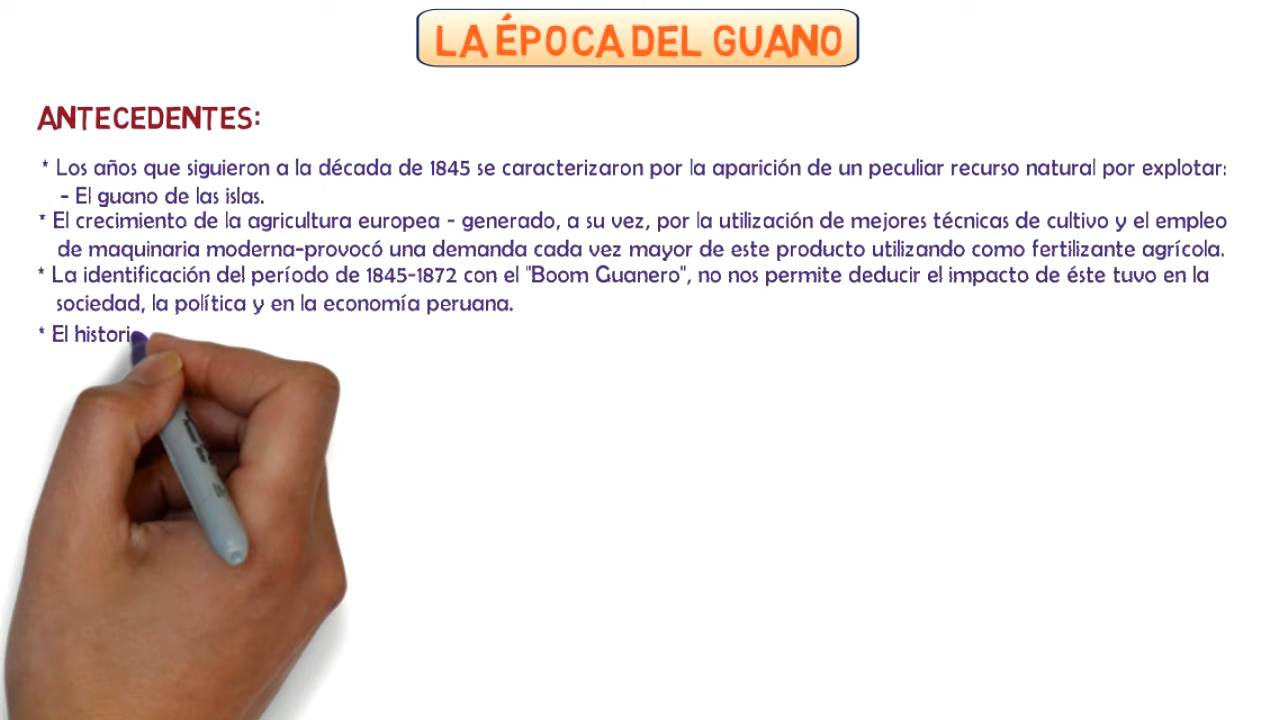 LA ÉPOCA DEL GUANO
ANTECEDENTES:
* Los años que siguieron a la década de 1845 se caracterizaron por la aparición de un peculiar recurso natural por explotar:
- El guano de las islas.
* El crecimiento de la agricultura europea - generado, a su vez, por la utilización de mejores técnicas de cultivo y el empleo
de maquinaria moderna-provocó una demanda cada vez mayor de este producto utilizando como fertilizante agrícola.
* La identificación del período de 1845-1872 con el "Boom Guanero", no nos permite deducir el impacto de éste tuvo en la
sociedad, la política y en la economía peruana.
* El histori